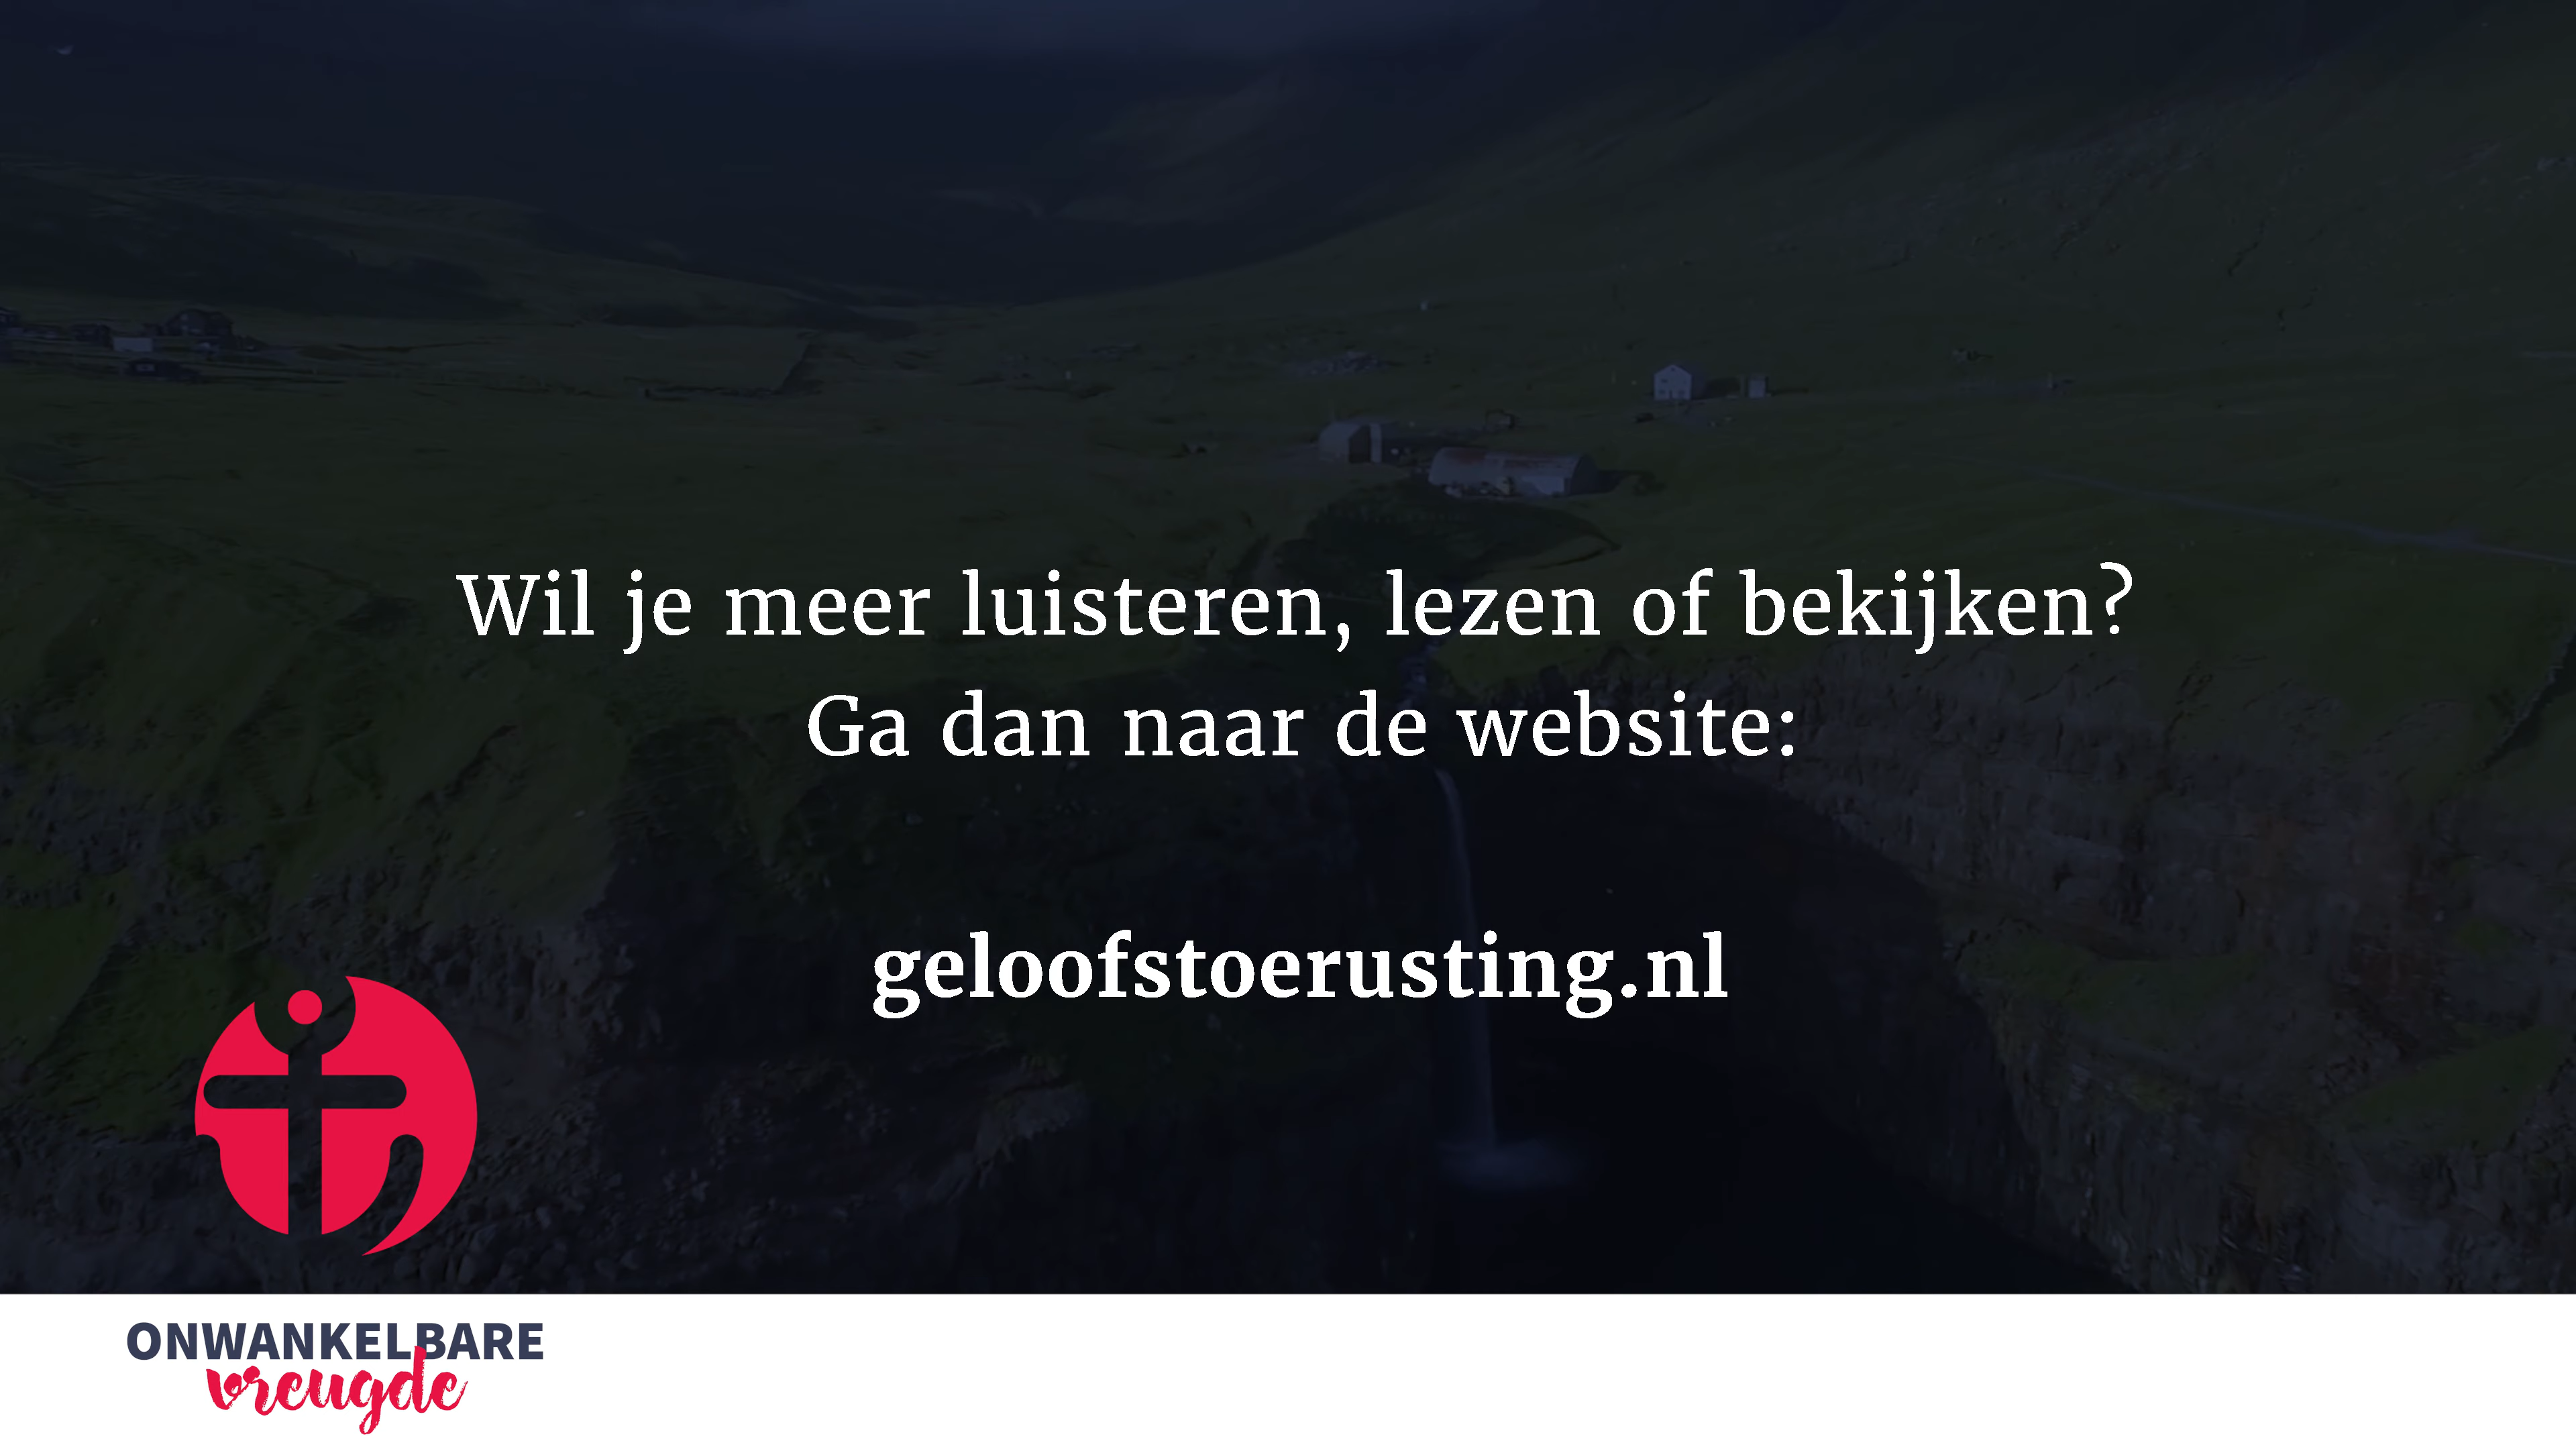 Wil je meer luisteren, lezen of bekijken?
Ga dan naar de website:
geloofstoerusting.nl
ONWANKELBARE
vreugde